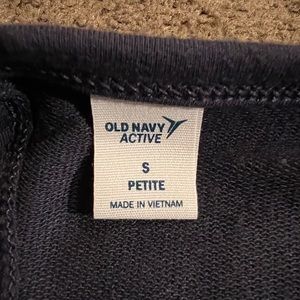 OLD NAVY
ACTIVE
S
PETITE
MADE IN VIETNAM